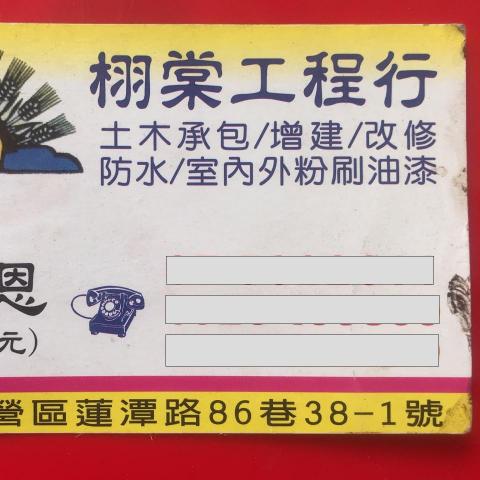 栩棠工程行
土木承包/增建/改修
防水/室內外粉刷油漆
恩
元)
營區蓮潭路86巷38-1號